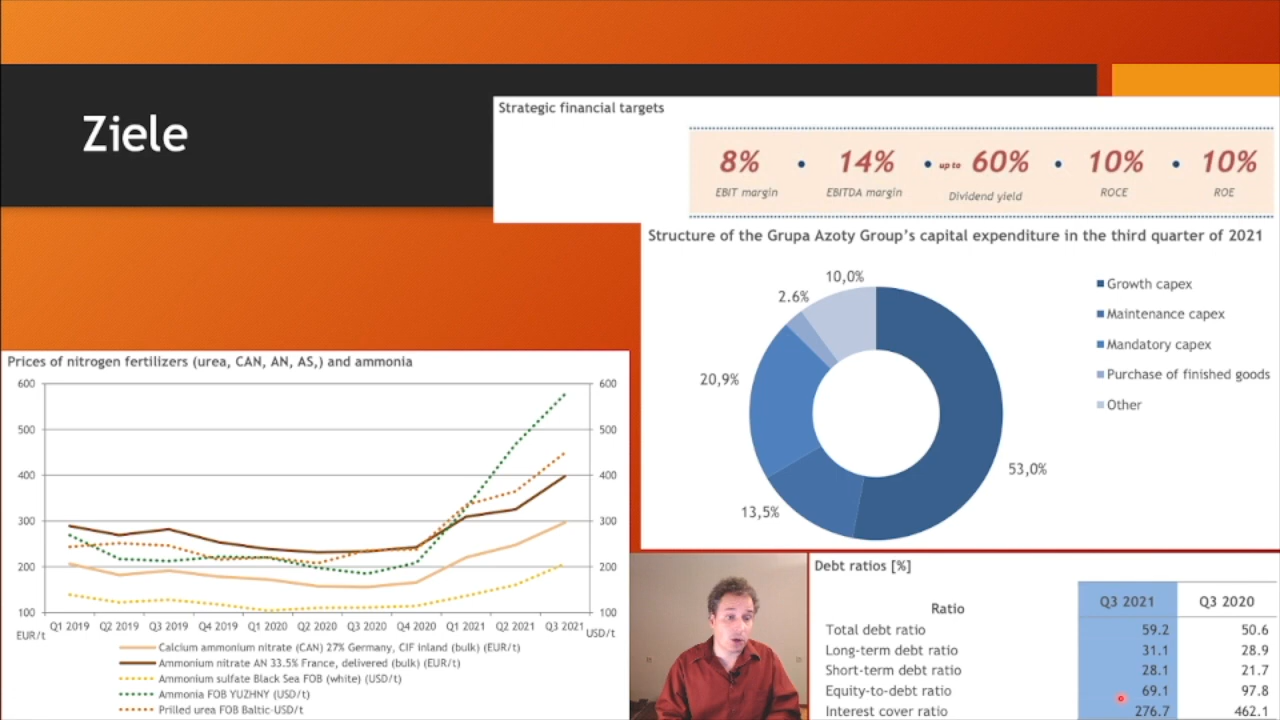 Ziele
Strategic financial targets
8% • 14% • up to 60% • 10% • 10%
EBIT margin EBITDA margin Dividend yield ROCE ROE
Structure of the Grupa Azoty Group's capital expenditure in the third quarter of 2021
10,0%
2.6%
20,9%
13,5%
53,0%
Growth capex
Maintenance capex
Mandatory capex
Purchase of finished goods
Other
Prices of nitrogen fertilizers (urea, CAN, AN, AS,) and ammonia
600 600
500 500
400 400
300 300
200 200
100 100
EUR/t Q1 2019 Q2 2019 Q3 2019 Q4 2019 Q1 2020 Q2 2020 Q3 2020 Q4 2020 Q1 2021 Q2 2021 Q3 2021 USD/t
Calcium ammonium nitrate (CAN) 27% Germany, CIF inland (bulk) (EUR/t)
Ammonium nitrate AN 33.5% France, delivered (bulk) (EUR/t)
Ammonium sulfate Black Sea FOB (white) (USD/t)
Ammonia FOB YUZHNY (USD/t)
Prilled urea FOB Baltic-USD/t
Debt ratios [%]
Ratio Q3 2021 Q3 2020
Total debt ratio 59.2 50.6
Long-term debt ratio 31.1 28.9
Short-term debt ratio 28.1 21.7
Equity-to-debt ratio 69.1 97.8
Interest cover ratio 276.7 462.1